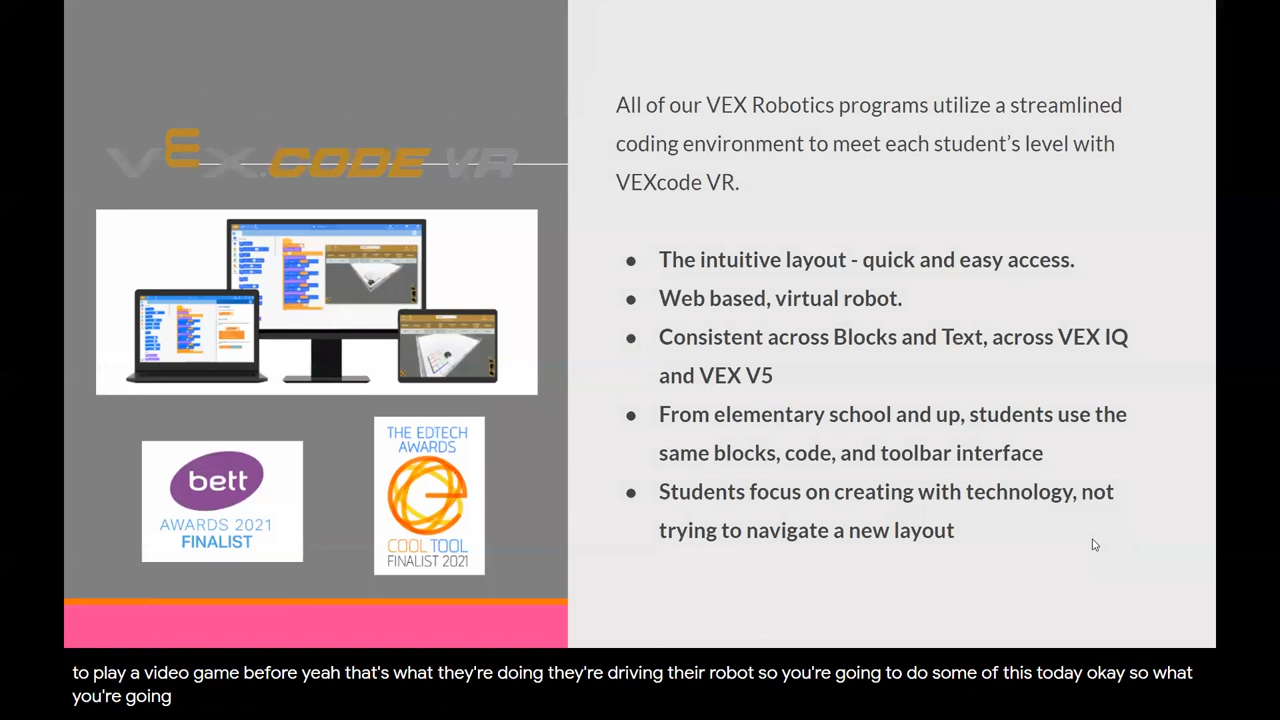 VEX.CODE VR
All of our VEX Robotics programs utilize a streamlined
coding environment to meet each student's level with
VEXcode VR.
● The intuitive layout - quick and easy access.
● Web based, virtual robot.
● Consistent across Blocks and Text, across VEX IQ
and VEX V5
● From elementary school and up, students use the
same blocks, code, and toolbar interface
● Students focus on creating with technology, not
trying to navigate a new layout
bett
AWARDS 2021
FINALIST
THE EDTECH
AWARDS
COOL TOOL
FINALIST 2021
to play a video game before yeah that's what they're doing they're driving their robot so you're going to do some of this today okay so what
you're going